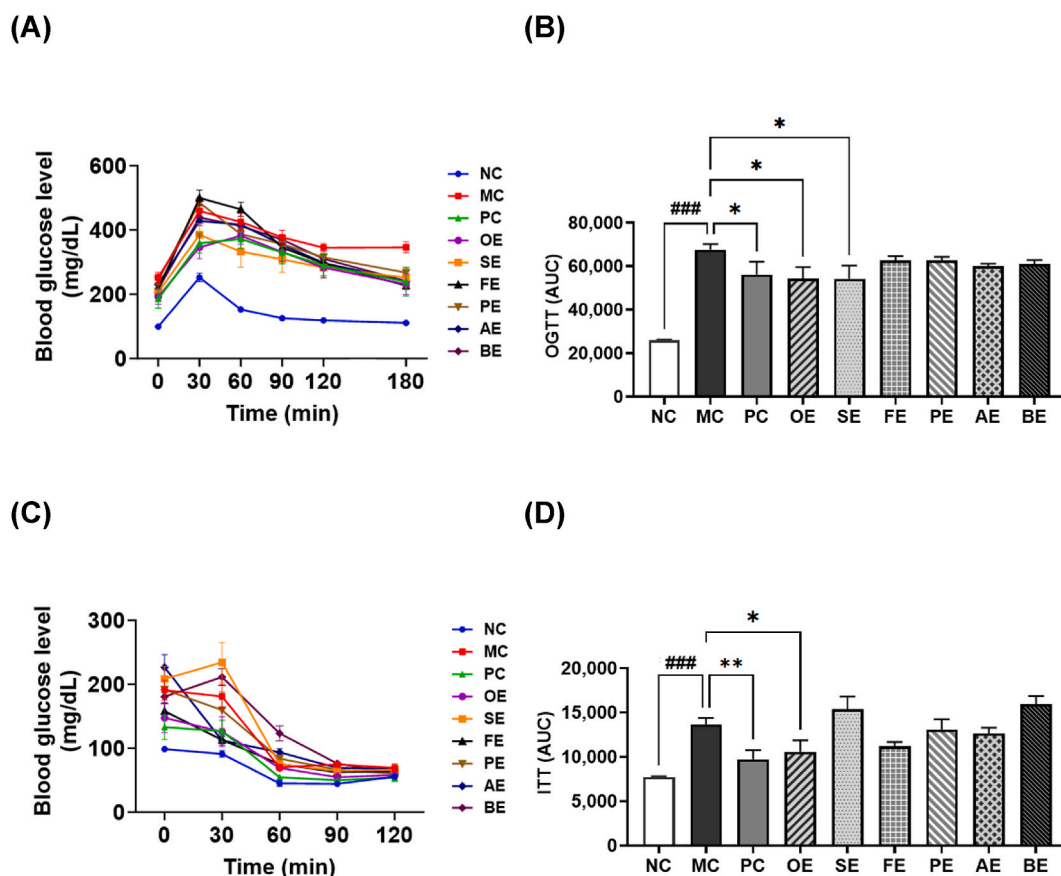 (A)
Blood glucose level
(mg/dL)
600
400
200
0
0 30 60 90 120 180
Time (min)
NC
MC
PC
OE
SE
FE
PE
AE
BE
(B)
OGTT (AUC)
80,000
60,000
40,000
20,000
0
*
*
### *
NC MC PC OE SE FE PE AE BE
(C)
Blood glucose level
(mg/dL)
300
200
100
0
0 30 60 90 120
Time (min)
NC
MC
PC
OE
SE
FE
PE
AE
BE
(D)
ITT (AUC)
20,000
15,000
10,000
5,000
0
*
### **
NC MC PC OE SE FE PE AE BE